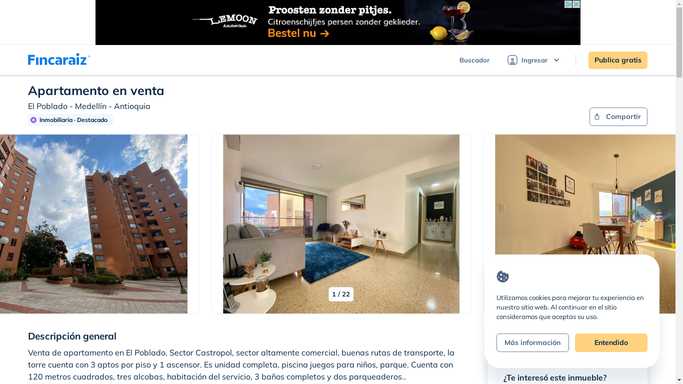 LEMOON
Proosten zonder pitjes.
Citroenschijfjes persen zonder geklieder.
Bestel nu →
Fincaraiz
Buscador
Ingresar
Publica gratis
Apartamento en venta
El Poblado - Medellín - Antioquia
Inmobiliaria · Destacado
Compartir
1 / 22
Utilizamos cookies para mejorar tu experiencia en
nuestro sitio web. Al continuar en el sitio
consideramos que aceptas su uso.
Más información
Entendido
Descripción general
Venta de apartamento en El Poblado. Sector Castropol, sector altamente comercial, buenas rutas de transporte, la
torre cuenta con 3 aptos por piso y 1 ascensor. Es unidad completa, piscina juegos para niños, parque. Cuenta con
120 metros cuadrados, tres alcobas, habitación del servicio, 3 baños completos y dos parqueaderos..
¿Te interesó este inmueble?